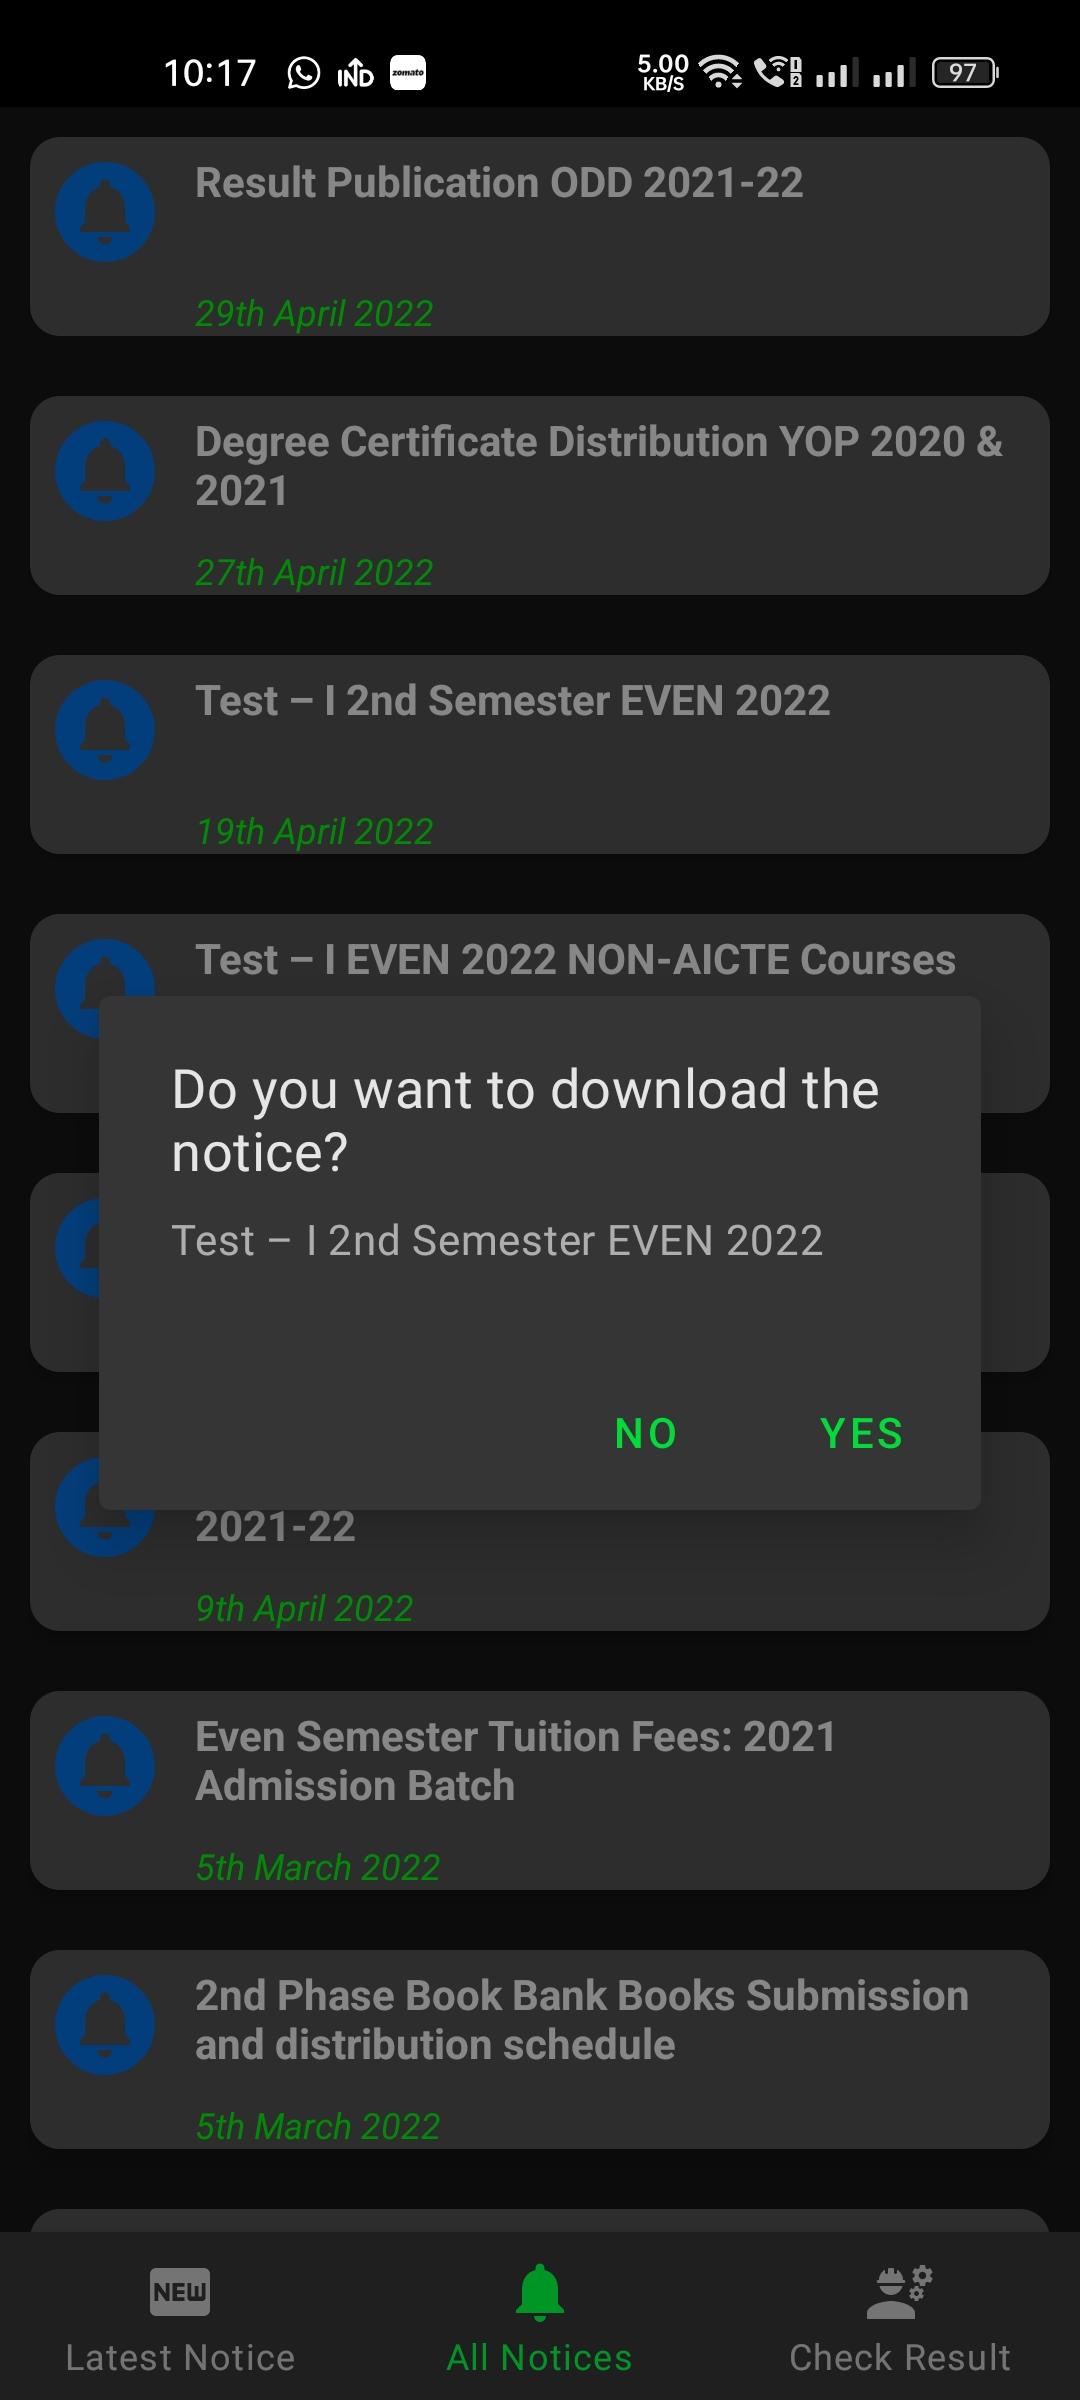 10:17 IND zomato 5.00 KB/S 1 2 97
Result Publication ODD 2021-22
29th April 2022
Degree Certificate Distribution YOP 2020 &
2021
27th April 2022
Test – I 2nd Semester EVEN 2022
19th April 2022
Test – I EVEN 2022 NON-AICTE Courses
Do you want to download the
notice?
Test – I 2nd Semester EVEN 2022
NO YES
2021-22
9th April 2022
Even Semester Tuition Fees: 2021
Admission Batch
5th March 2022
2nd Phase Book Bank Books Submission
and distribution schedule
5th March 2022
NEW
Latest Notice All Notices Check Result